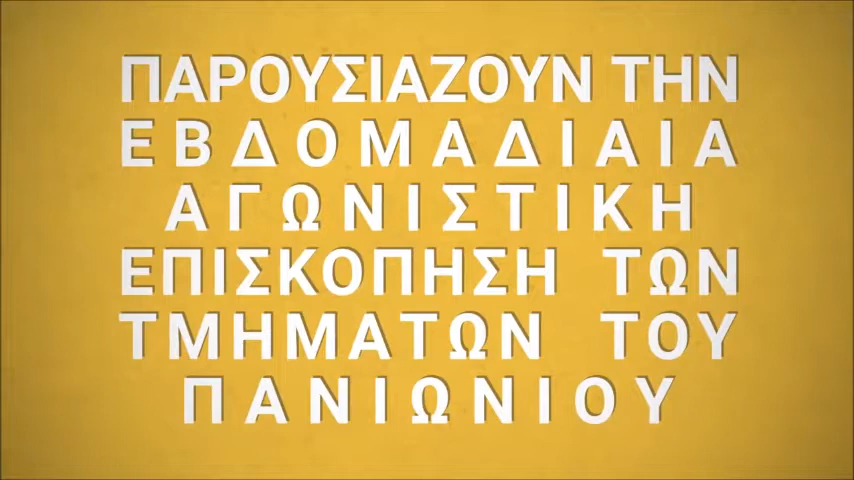 ΠΑΡΟΥΣΙΑΖΟΥΝ ΤΗΝ
ΕΒΔΟΜΑΔΙΑΙΑ
ΑΓΩΝΙΣΤΙΚΗ
ΕΠΙΣΚΟΠΗΣΗ ΤΩΝ
ΤΜΗΜΑΤΩΝ ΤΟΥ
ΠΑΝΙΩΝΙΟΥ